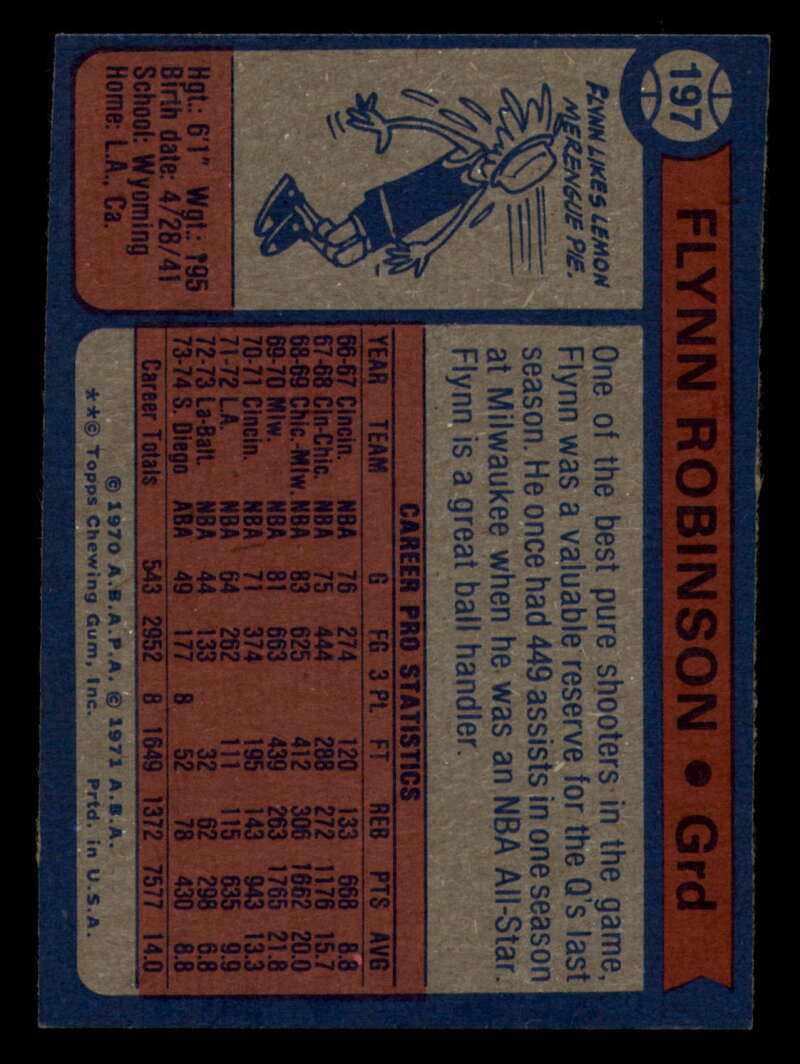 197
FLYNN ROBINSON • Grd
FLYNN LIKES LEMON
MERENGUE PIE.
Hgt.: 6'1" Wgt.: 195
Birth date: 4/28/41
School: Wyoming
Home: L.A., Ca.
One of the best pure shooters in the game,
Flynn was a valuable reserve for the Q's last
season. He once had 449 assists in one season
at Milwaukee when he was an NBA All-Star.
Flynn is a great ball handler.
CAREER PRO STATISTICS
YEAR TEAM G FG 3 Pt. FT REB PTS AVG
66-67 Cincin. NBA 76 274 120 133 668 8.8
67-68 Cin-Chic. NBA 75 444 288 272 1176 15.7
68-69 Chic.-Miw. NBA 83 625 412 306 1662 20.0
69-70 Milw. NBA 81 663 439 263 1765 21.8
70-71 Cincin. NBA 71 374 195 143 943 13.3
71-72 L.A. NBA 64 262 111 115 635 9.9
72-73 La-Balt. NBA 44 133 32 62 298 6.8
73-74 S. Diego ABA 49 177 8 52 78 430 8.8
Career Totals 543 2952 8 1649 1372 7577 14.0
© 1970 A.B.A.P.A. © 1971 A.B.A.
**© Topps Chewing Gum, Inc. Prtd. in U.S.A.